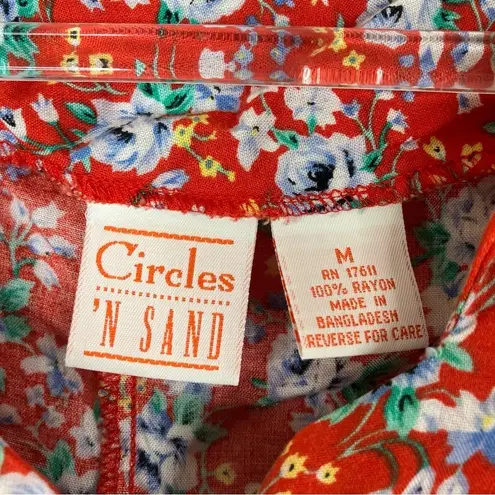 Circles
'N SAND
M
RN 17611
100% RAYON
MADE IN
BANGLADESH
REVERSE FOR CARE